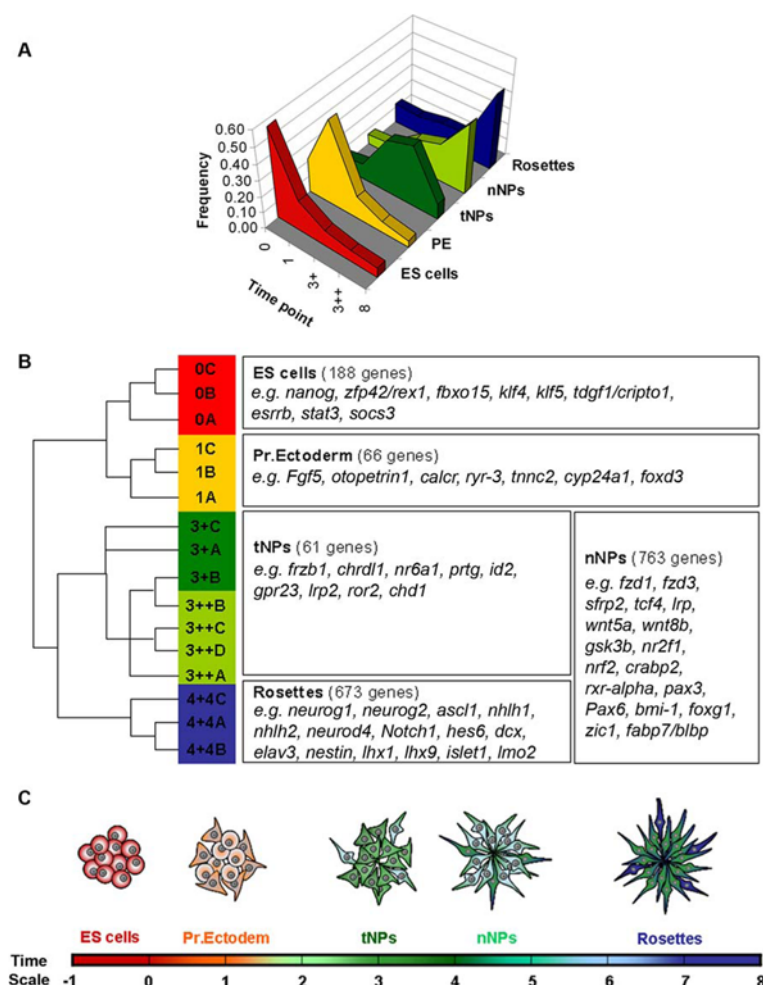 A
0.60
0.50
0.40
0.30
0.20
0.10
0.00
Frequency
0
1
3+
3++
8
Time point
Rosettes
nNPs
tNPs
PE
ES cells
B
0C
0B
0A
1C
1B
1A
3+C
3+A
3+B
3++B
3++C
3++D
3++A
4+4C
4+4A
4+4B
ES cells (188 genes)
e.g. nanog, zfp42/rex1, fbxo15, klf4, klf5, tdgf1/cripto1,
esrrb, stat3, socs3
Pr.Ectoderm (66 genes)
e.g. Fgf5, otopetrin1, calcr, ryr-3, tnnc2, cyp24a1, foxd3
tNPs (61 genes)
e.g. frzb1, chrdl1, nr6a1, prtg, id2,
gpr23, lrp2, ror2, chd1
nNPs (763 genes)
e.g. fzd1, fzd3,
sfrp2, tcf4, lrp,
wnt5a, wnt8b,
gsk3b, nr2f1,
nrf2, crabp2,
rxr-alpha, pax3,
Pax6, bmi-1, foxg1,
zic1, fabp7/blbp
Rosettes (673 genes)
e.g. neurog1, neurog2, ascl1, nhlh1,
nhlh2, neurod4, Notch1, hes6, dcx,
elav3, nestin, lhx1, lhx9, islet1, lmo2
C
ES cells Pr.Ectodem tNPs nNPs Rosettes
Time
Scale -1 0 1 2 3 4 5 6 7 8